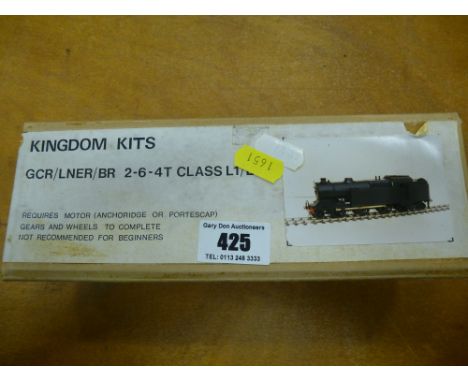 KINGDOM KITS
GCR/LNER/BR 2-6-4T CLASS L1/
1651
REQUIRES MOTOR (ANCHORIDGE OR PORTESCAP)
GEARS AND WHEELS TO COMPLETE
NOT RECOMMENDED FOR BEGINNERS
Gary Don Auctioneers
425
TEL: 0113 248 3333